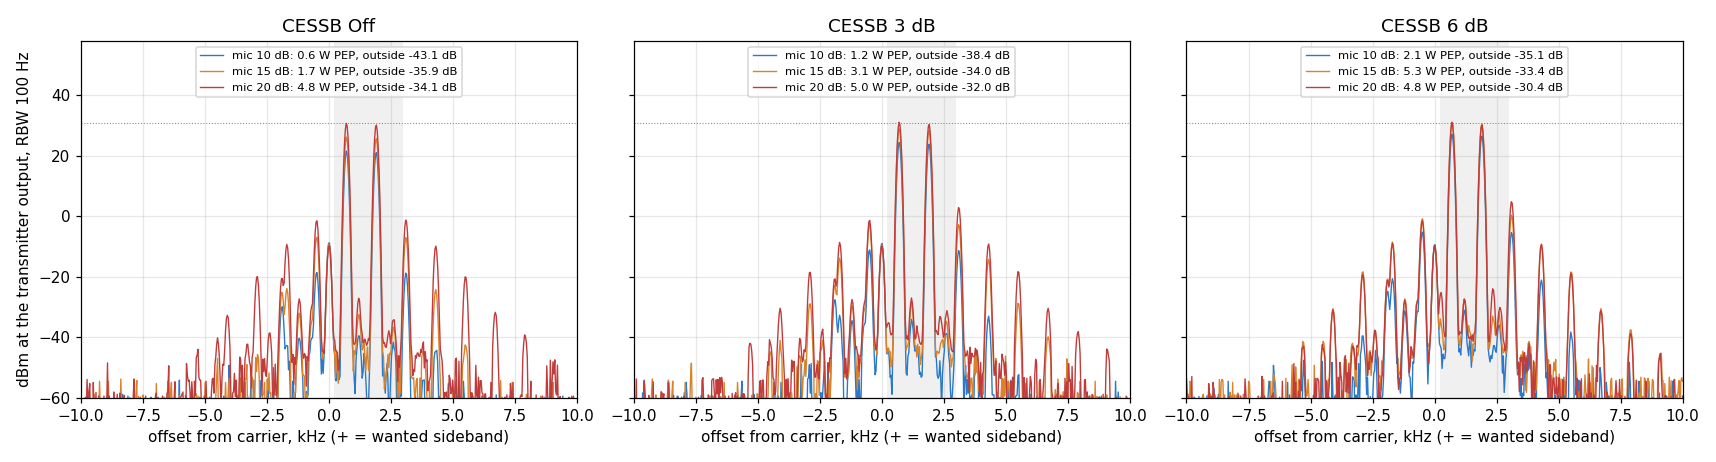 CESSB Off
CESSB 3 dB
CESSB 6 dB
mic 10 dB: 0.6 W PEP, outside -43.1 dB
mic 15 dB: 1.7 W PEP, outside -35.9 dB
mic 20 dB: 4.8 W PEP, outside -34.1 dB
mic 10 dB: 1.2 W PEP, outside -38.4 dB
mic 15 dB: 3.1 W PEP, outside -34.0 dB
mic 20 dB: 5.0 W PEP, outside -32.0 dB
mic 10 dB: 2.1 W PEP, outside -35.1 dB
mic 15 dB: 5.3 W PEP, outside -33.4 dB
mic 20 dB: 4.8 W PEP, outside -30.4 dB
dBm at the transmitter output, RBW 100 Hz
40
20
0
−20
−40
−60
−10.0 −7.5 −5.0 −2.5 0.0 2.5 5.0 7.5 10.0
−10.0 −7.5 −5.0 −2.5 0.0 2.5 5.0 7.5 10.0
−10.0 −7.5 −5.0 −2.5 0.0 2.5 5.0 7.5 10.0
offset from carrier, kHz (+ = wanted sideband)
offset from carrier, kHz (+ = wanted sideband)
offset from carrier, kHz (+ = wanted sideband)